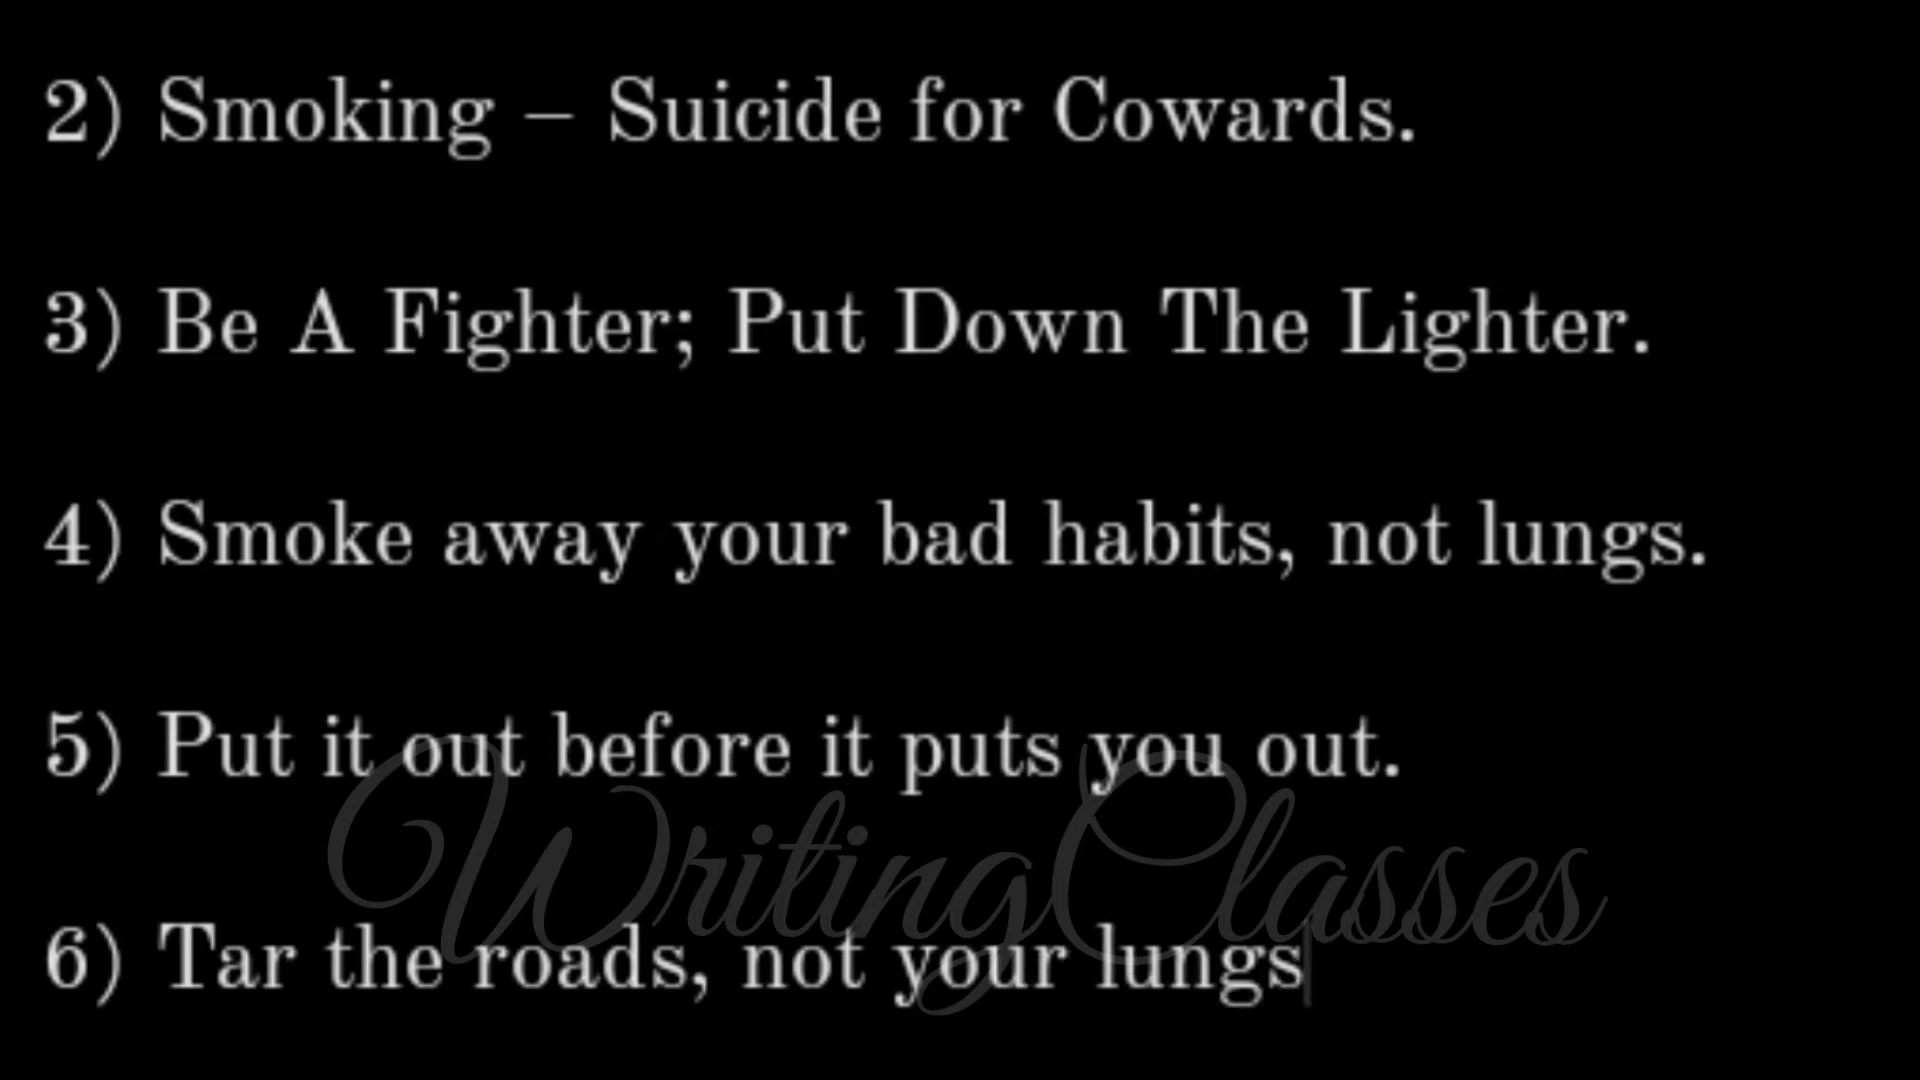 2) Smoking – Suicide for Cowards.
3) Be A Fighter; Put Down The Lighter.
4) Smoke away your bad habits, not lungs.
5) Put it out before it puts you out.
WritingClasses
6) Tar the roads, not your lungs